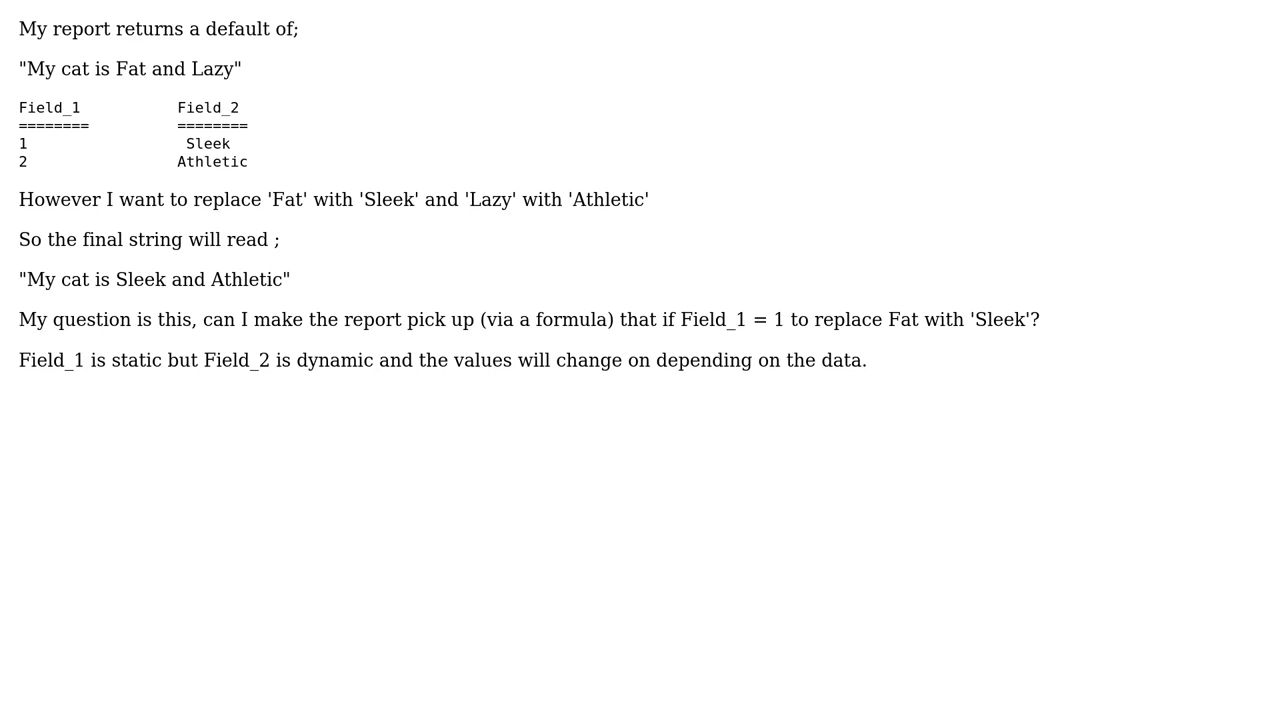 My report returns a default of;
"My cat is Fat and Lazy"
Field_1           Field_2
========          ========
1                  Sleek
2                 Athletic
However I want to replace 'Fat' with 'Sleek' and 'Lazy' with 'Athletic'
So the final string will read ;
"My cat is Sleek and Athletic"
My question is this, can I make the report pick up (via a formula) that if Field_1 = 1 to replace Fat with 'Sleek'?
Field_1 is static but Field_2 is dynamic and the values will change on depending on the data.